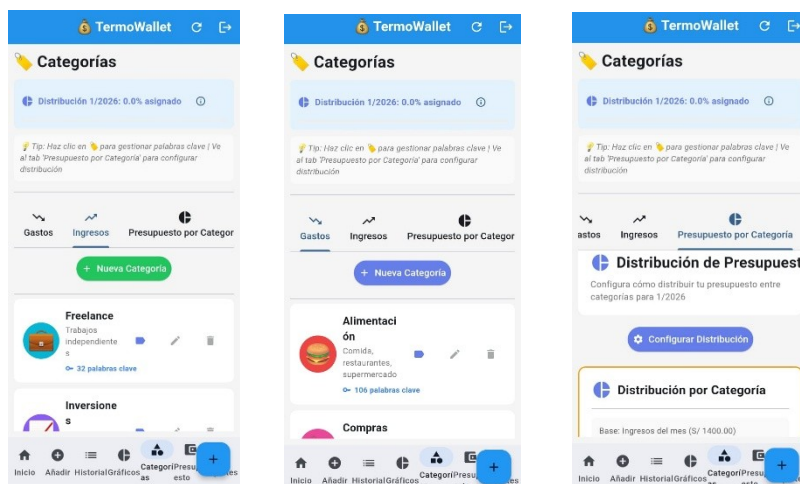 TermoWallet
Categorías
Distribución 1/2026: 0.0% asignado
Tip: Haz clic en para gestionar palabras clave | Ve
al tab 'Presupuesto por Categoría' para configurar
distribución
Gastos
Ingresos
Presupuesto por Categor
+ Nueva Categoría
Freelance
Trabajos
independiente
s
32 palabras clave
Inversione
s
Inicio
Añadir
Historial
Gráficos
Categorí
as
Presu
esto
+
es
TermoWallet
Categorías
Distribución 1/2026: 0.0% asignado
Tip: Haz clic en para gestionar palabras clave | Ve
al tab 'Presupuesto por Categoría' para configurar
distribución
Gastos
Ingresos
Presupuesto por Categor
+ Nueva Categoría
Alimentaci
ón
Comida,
restaurantes,
supermercado
106 palabras clave
Compras
Inicio
Añadir
Historial
Gráficos
Categorí
Presu
+
es
TermoWallet
Categorías
Distribución 1/2026: 0.0% asignado
Tip: Haz clic en para gestionar palabras clave | Ve
al tab 'Presupuesto por Categoría' para configurar
distribución
astos
Ingresos
Presupuesto por Categoría
Distribución de Presupuest
Configura cómo distribuir tu presupuesto entre
categorías para 1/2026
Configurar Distribución
Distribución por Categoría
Base: Ingresos del mes (S/ 1400.00)
Inicio
Añadir
Historial
Gráficos
Categorí
as
Presu
esto
+